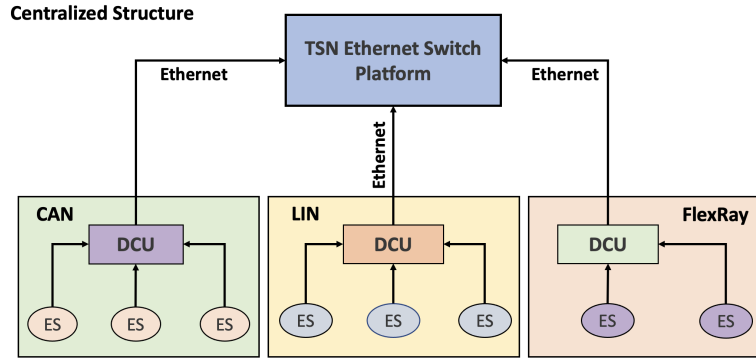 Centralized Structure
TSN Ethernet Switch
Platform
Ethernet
Ethernet
Ethernet
CAN
DCU
ES
ES
ES
LIN
DCU
ES
ES
ES
FlexRay
DCU
ES
ES